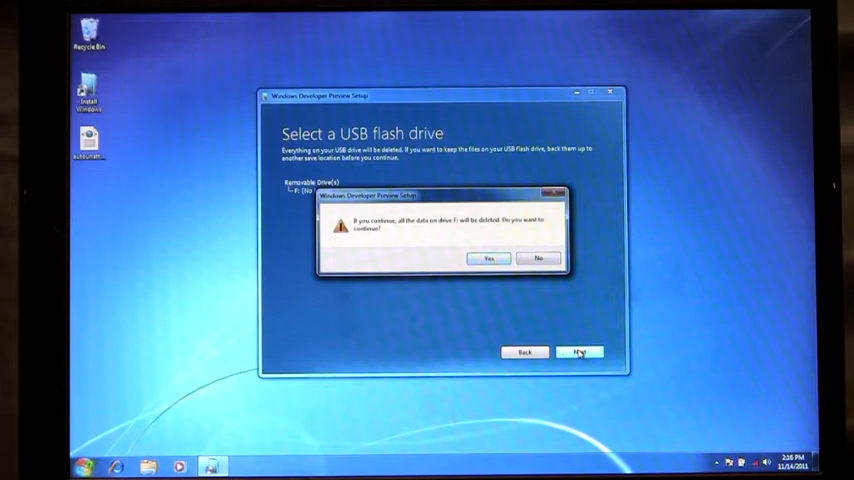 Recycle Bin
Install
Windows
autounatt...
Windows Developer Preview Setup
Select a USB flash drive
Everything on your USB drive will be deleted. If you want to keep the files on your USB flash drive, back them up to
another save location before you continue.
Removable Drive(s)
F: (No
Windows Developer Preview Setup
If you continue, all the data on drive F: will be deleted. Do you want to
continue?
Yes
No
Back
Next
2:16 PM
11/14/2011